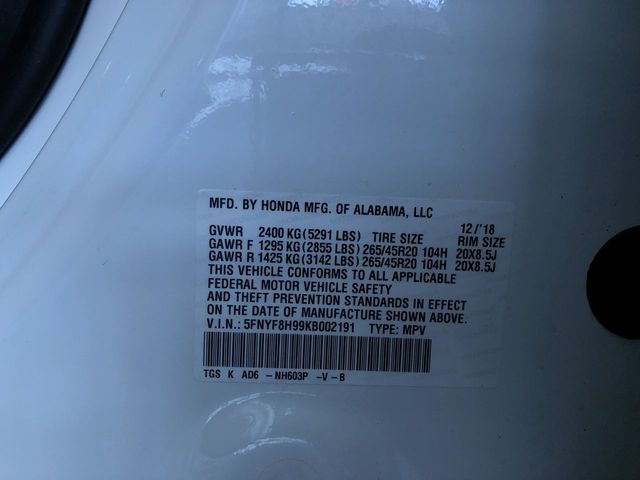 MFD. BY HONDA MFG. OF ALABAMA, LLC 12/'18
GVWR 2400 KG(5291 LBS) TIRE SIZE RIM SIZE
GAWR F 1295 KG(2855 LBS) 265/45R20 104H 20X8.5J
GAWR R 1425 KG(3142 LBS) 265/45R20 104H 20X8.5J
THIS VEHICLE CONFORMS TO ALL APPLICABLE
FEDERAL MOTOR VEHICLE SAFETY
AND THEFT PREVENTION STANDARDS IN EFFECT
ON THE DATE OF MANUFACTURE SHOWN ABOVE.
V.I.N.: 5FNYF8H99KB002191 TYPE: MPV
TGS K AD6 -NH603P -V-B